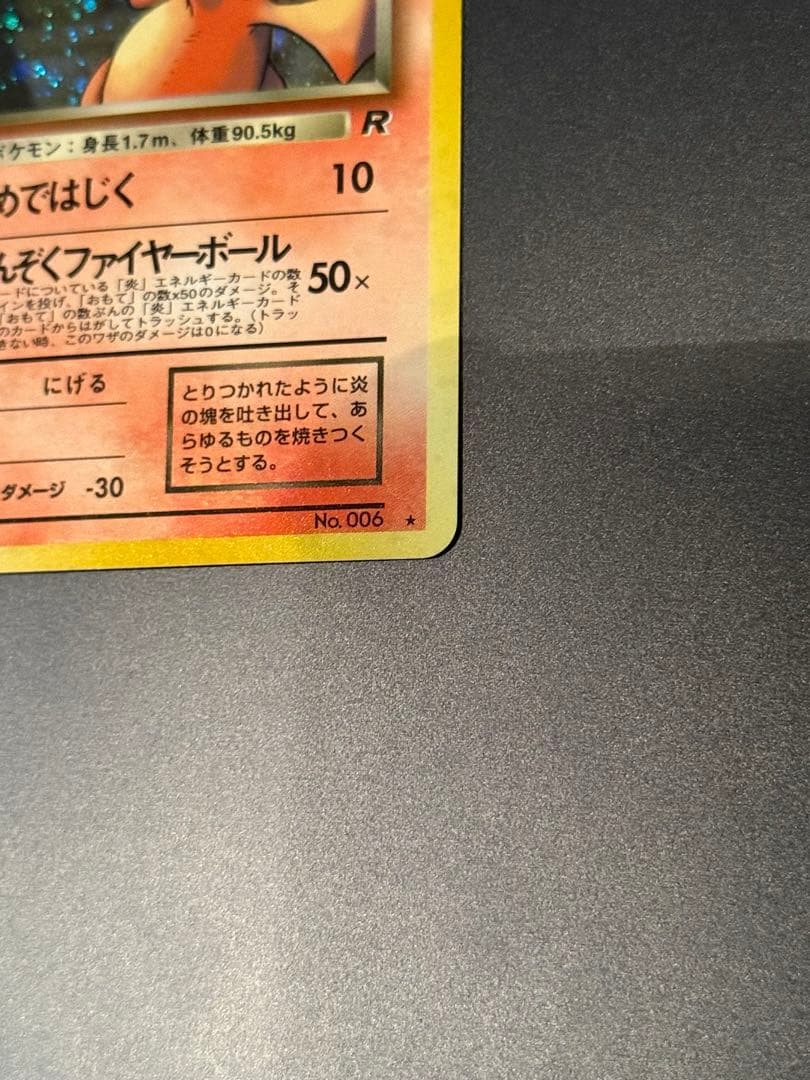 ポケモン：身長1.7m、体重90.5kg R
めではじく 10
んぞくファイヤーボール
50×
ードについている「炎」エネルギーカードの数
インを投げ、「おもて」の数x50のダメージ。そ
「おもて」の数ぶんの「炎」エネルギーカード
のカードからはがしてトラッシュする。（トラッ
きない時、このワザのダメージは0になる）
にげる
とりつかれたように炎
の塊を吐き出して、あ
らゆるものを焼きつく
そうとする。
ダメージ -30
No. 006 ★